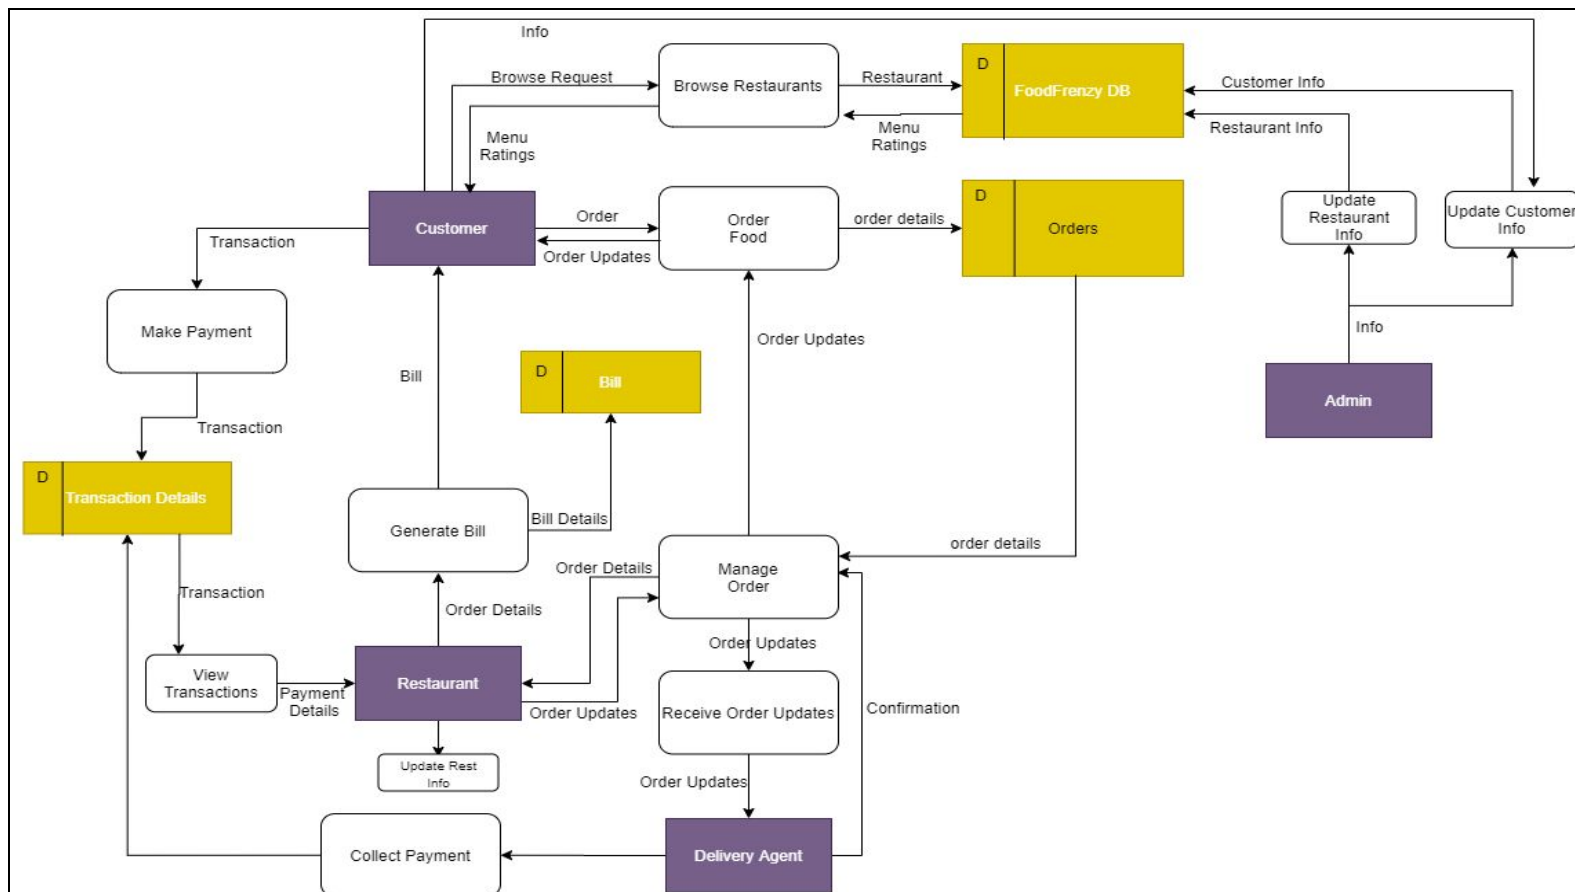 Info
Browse Request
Browse Restaurants
Restaurant
D
FoodFrenzy DB
Customer Info
Menu
Ratings
Menu
Ratings
Restaurant Info
Customer
Order
Order Updates
Order
Food
order details
D
Orders
Update
Restaurant
Info
Update Customer
Info
Transaction
Make Payment
Order Updates
Info
Bill
D
Bill
Admin
Transaction
D
Transaction Details
Generate Bill
Bill Details
order details
Manage
Order
Order Details
Transaction
Order Details
Order Updates
View
Transactions
Payment
Details
Restaurant
Order Updates
Receive Order Updates
Confirmation
Update Rest
Info
Order Updates
Collect Payment
Delivery Agent